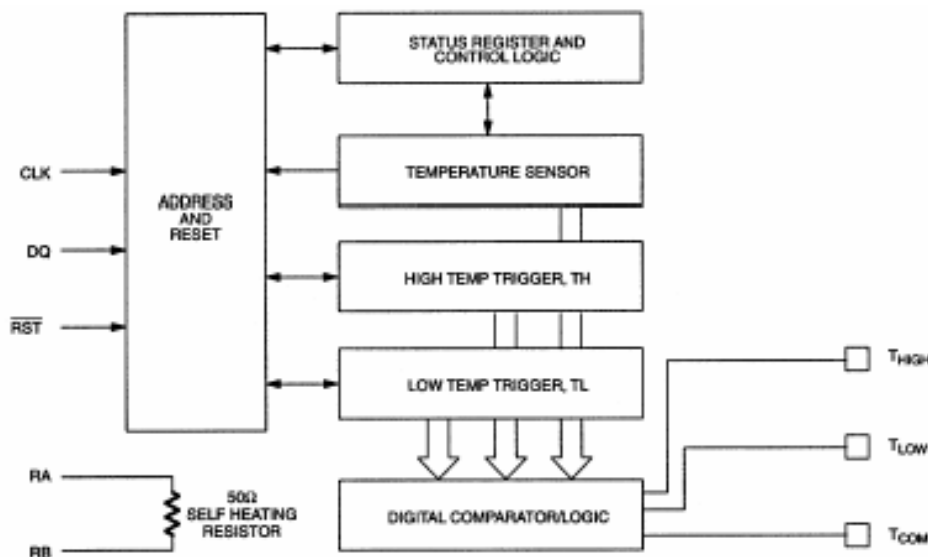 STATUS REGISTER AND
CONTROL LOGIC
CLK
DQ
RST
ADDRESS
AND
RESET
TEMPERATURE SENSOR
HIGH TEMP TRIGGER, TH
LOW TEMP TRIGGER, TL
DIGITAL COMPARATOR/LOGIC
THIGH
TLOW
TCOM
RA
50Ω
SELF HEATING
RESISTOR
RB